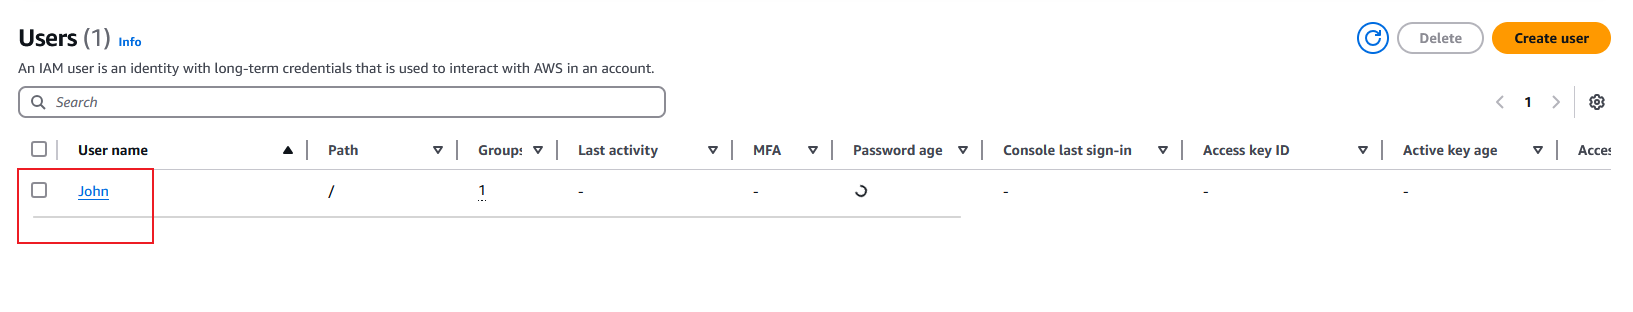 Users (1) Info
Delete
Create user
An IAM user is an identity with long-term credentials that is used to interact with AWS in an account.
Search
1
User name Path Groups Last activity MFA Password age Console last sign-in Access key ID Active key age Acces
John / 1 - - - - -